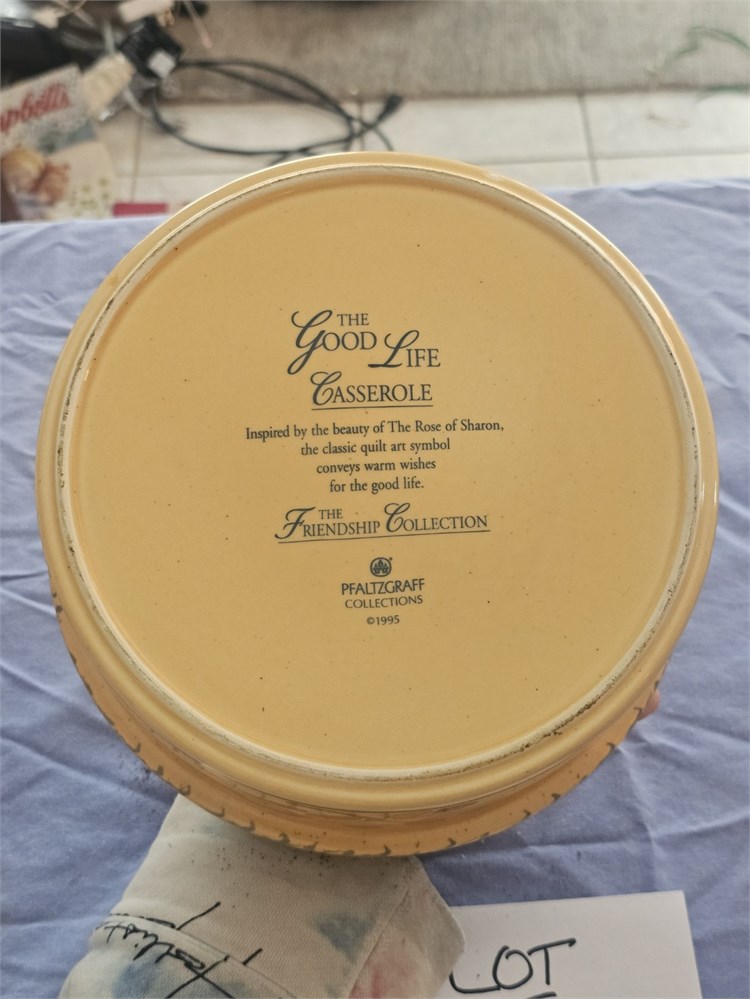 pbell's
THE
GOOD LIFE
CASSEROLE
Inspired by the beauty of The Rose of Sharon,
the classic quilt art symbol
conveys warm wishes
for the good life.
THE
FRIENDSHIP COLLECTION
PFALTZGRAFF
COLLECTIONS
©1995
LOT